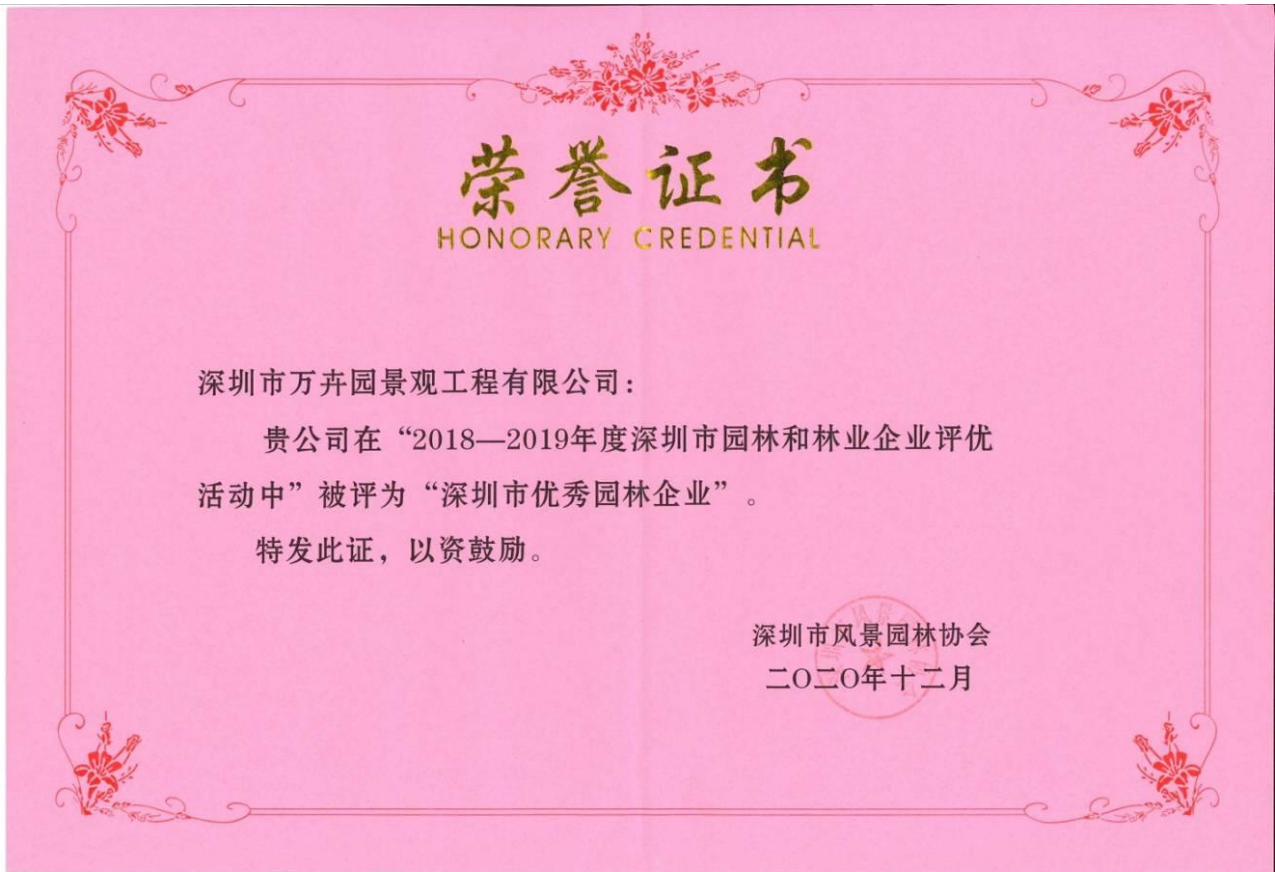 荣誉证书
HONORARY CREDENTIAL
深圳市万卉园景观工程有限公司：
贵公司在“2018—2019年度深圳市园林和林业企业评优
活动中”被评为“深圳市优秀园林企业”。
特发此证，以资鼓励。
深圳市风景园林协会
二〇二〇年十二月